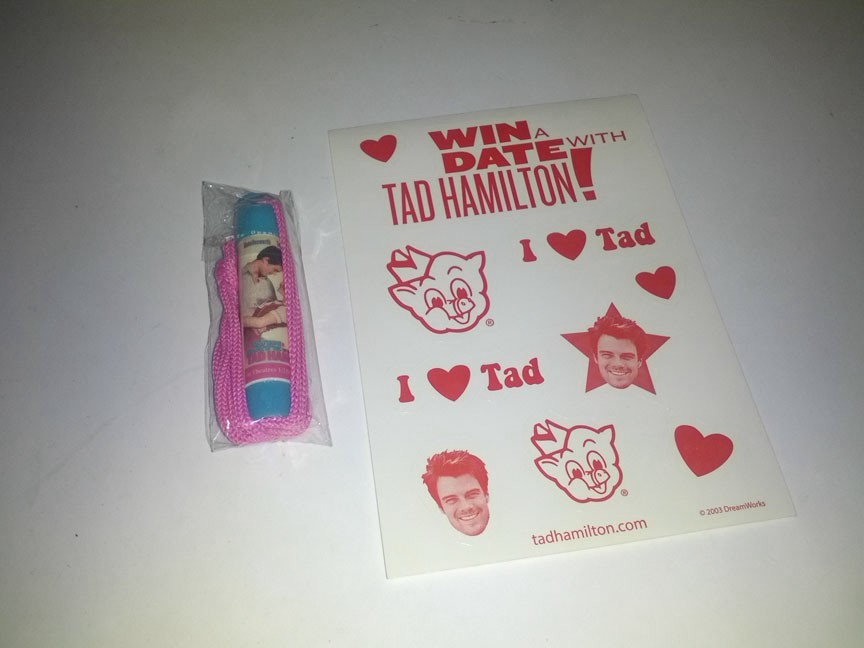 WIN A
DATE WITH
TAD HAMILTON!
I ♥ Tad
®
I ♥ Tad
®
© 2003 DreamWorks
tadhamilton.com